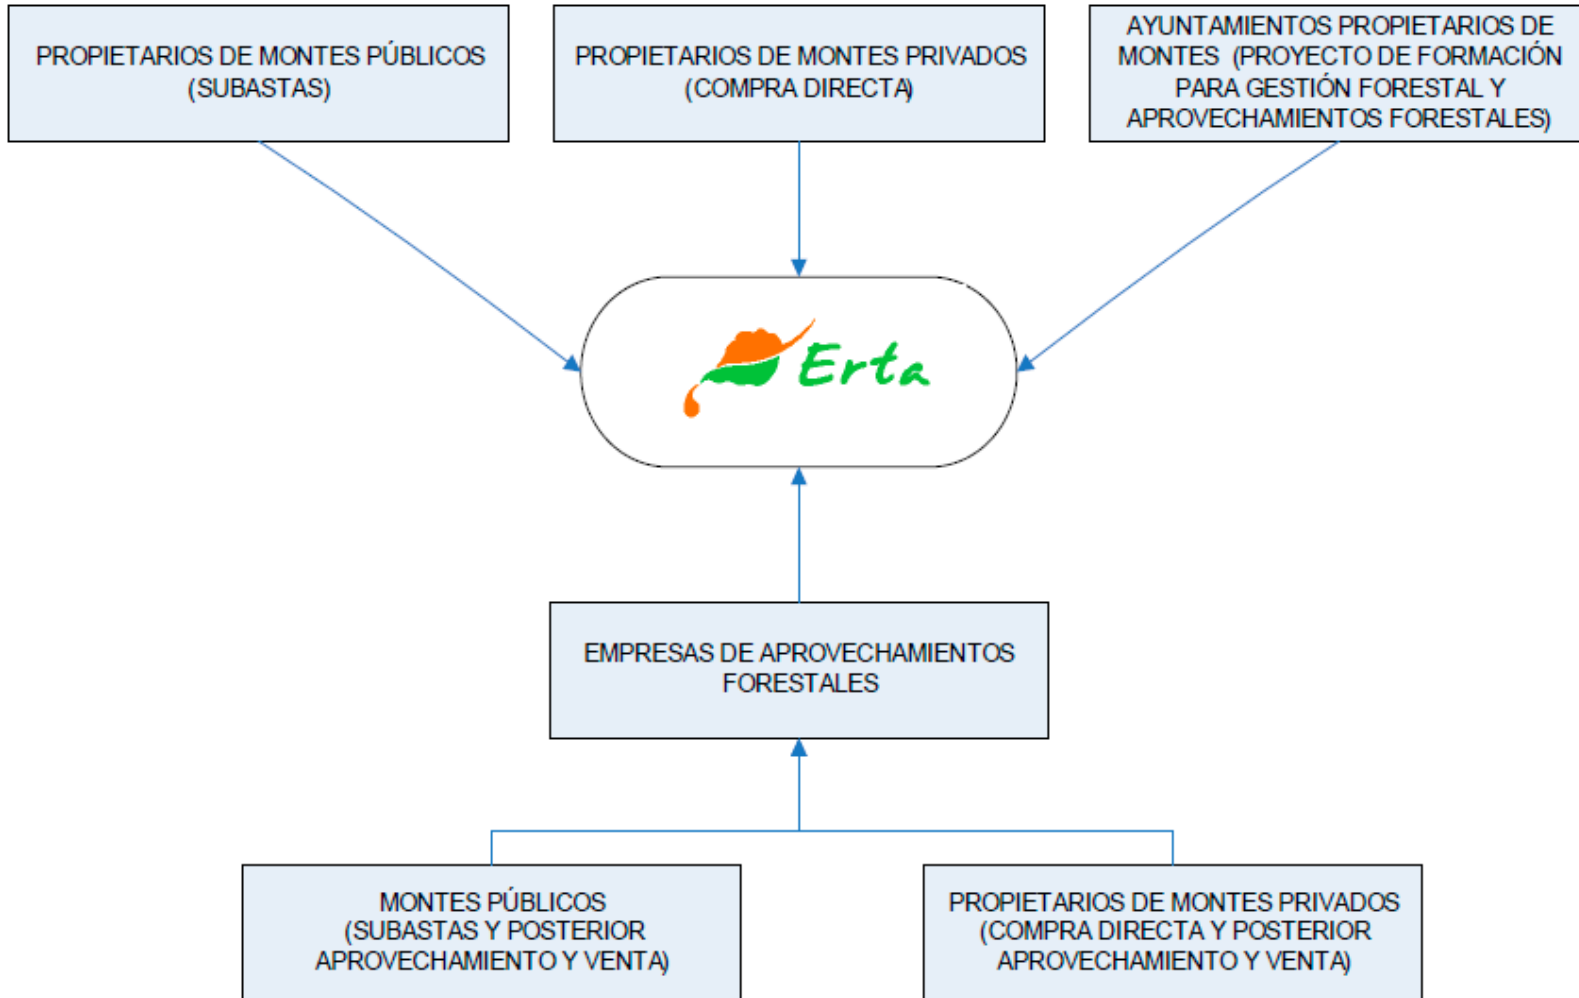 PROPIETARIOS DE MONTES PÚBLICOS
(SUBASTAS)
PROPIETARIOS DE MONTES PRIVADOS
(COMPRA DIRECTA)
AYUNTAMIENTOS PROPIETARIOS DE
MONTES (PROYECTO DE FORMACIÓN
PARA GESTIÓN FORESTAL Y
APROVECHAMIENTOS FORESTALES)
Erta
EMPRESAS DE APROVECHAMIENTOS
FORESTALES
MONTES PÚBLICOS
(SUBASTAS Y POSTERIOR
APROVECHAMIENTO Y VENTA)
PROPIETARIOS DE MONTES PRIVADOS
(COMPRA DIRECTA Y POSTERIOR
APROVECHAMIENTO Y VENTA)